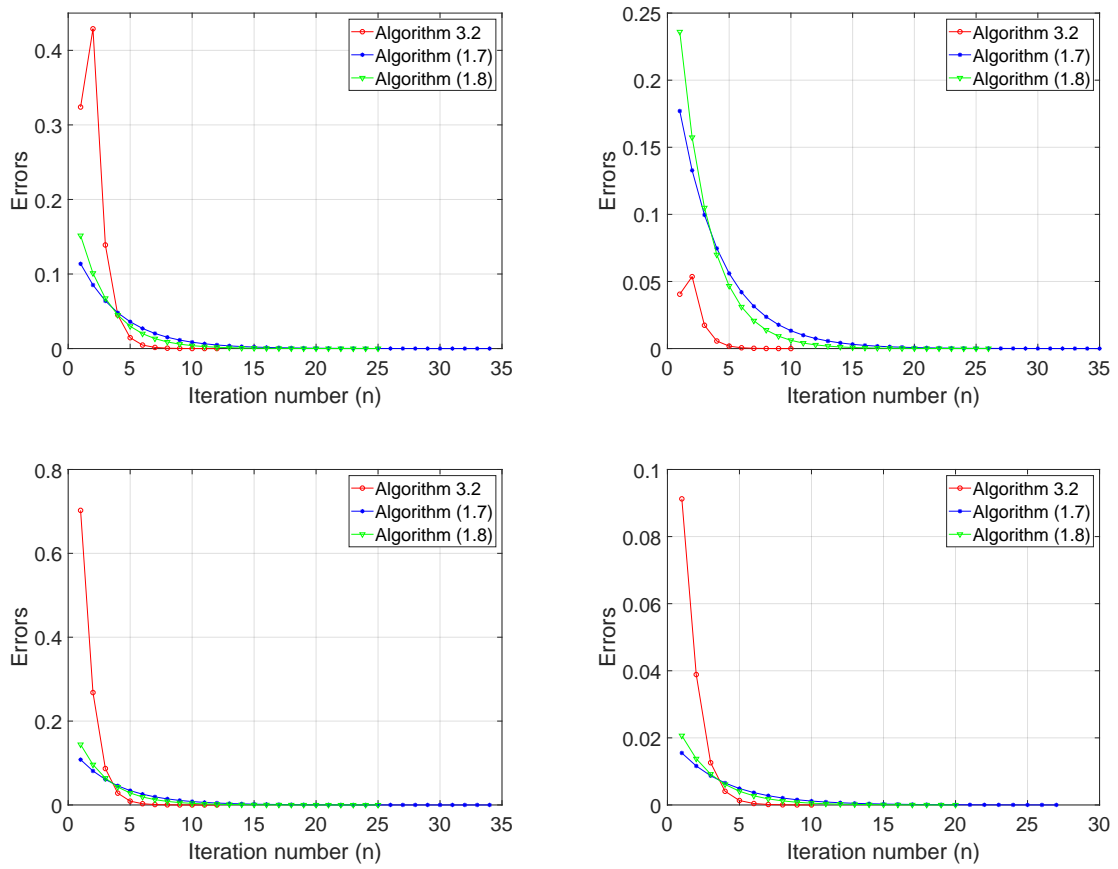 Errors
0.4
0.3
0.2
0.1
0
0 5 10 15 20 25 30 35
Iteration number (n)
Algorithm 3.2
Algorithm (1.7)
Algorithm (1.8)
Errors
0.25
0.2
0.15
0.1
0.05
0
0 5 10 15 20 25 30 35
Iteration number (n)
Algorithm 3.2
Algorithm (1.7)
Algorithm (1.8)
Errors
0.8
0.6
0.4
0.2
0
0 5 10 15 20 25 30 35
Iteration number (n)
Algorithm 3.2
Algorithm (1.7)
Algorithm (1.8)
Errors
0.1
0.08
0.06
0.04
0.02
0
0 5 10 15 20 25 30
Iteration number (n)
Algorithm 3.2
Algorithm (1.7)
Algorithm (1.8)